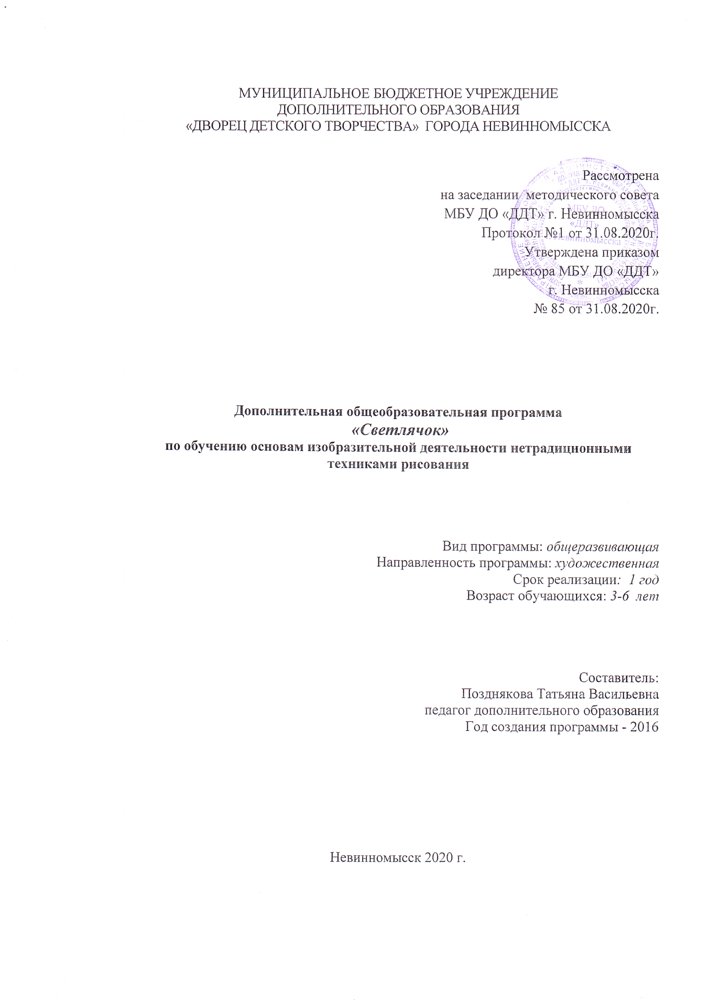 МУНИЦИПАЛЬНОЕ БЮДЖЕТНОЕ УЧРЕЖДЕНИЕ
ДОПОЛНИТЕЛЬНОГО ОБРАЗОВАНИЯ
«ДВОРЕЦ ДЕТСКОГО ТВОРЧЕСТВА» ГОРОДА НЕВИННОМЫССКА
Рассмотрена
на заседании методического совета
МБУ ДО «ДДТ» г. Невинномысска
Протокол №1 от 31.08.2020г.
Утверждена приказом
директора МБУ ДО «ДДТ»
г. Невинномысска
№ 85 от 31.08.2020г.
МБУ ДО
«ДДТ»
г. Невинномысска
Дополнительная общеобразовательная программа
«Светлячок»
по обучению основам изобразительной деятельности нетрадиционными
техниками рисования
Вид программы: общеразвивающая
Направленность программы: художественная
Срок реализации: 1 год
Возраст обучающихся: 3-6 лет
Составитель:
Позднякова Татьяна Васильевна
педагог дополнительного образования
Год создания программы - 2016
Невинномысск 2020 г.